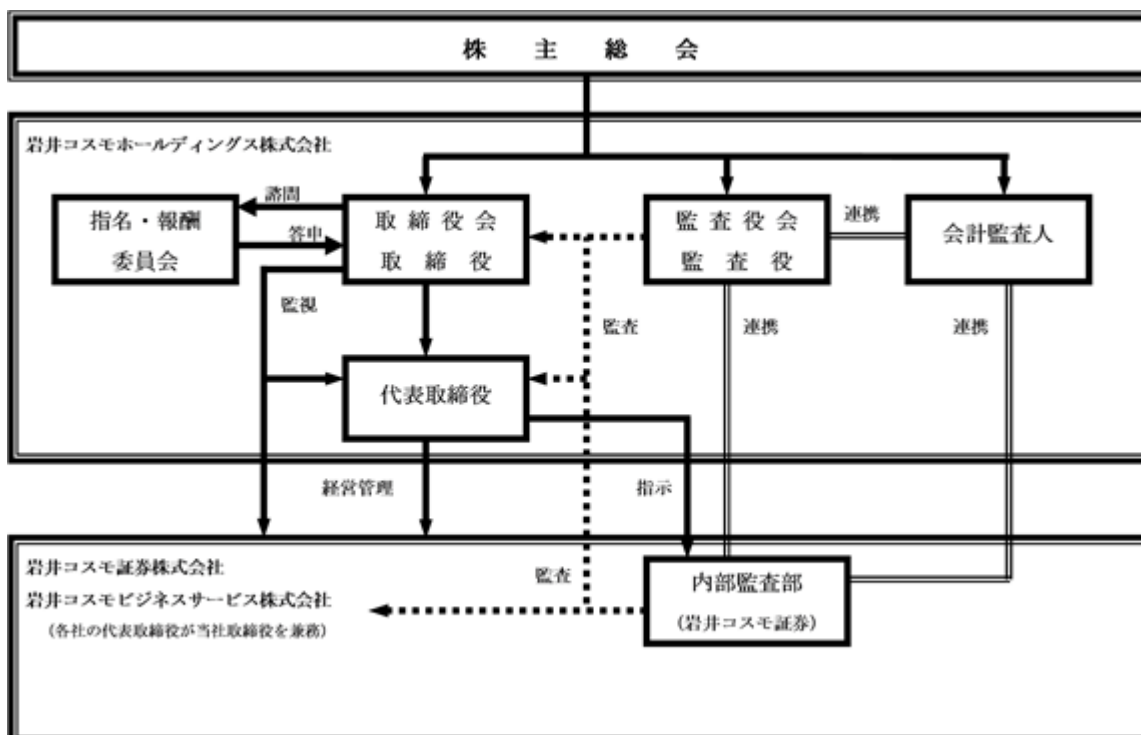 株主総会
岩井コスモホールディングス株式会社
諮問
指名・報酬
委員会
答申
取締役会
取締役
監査役会
監査役
連携
会計監査人
監視
監査
連携
連携
代表取締役
経営管理
指示
岩井コスモ証券株式会社
岩井コスモビジネスサービス株式会社
(各社の代表取締役が当社取締役を兼務)
監査
内部監査部
(岩井コスモ証券)